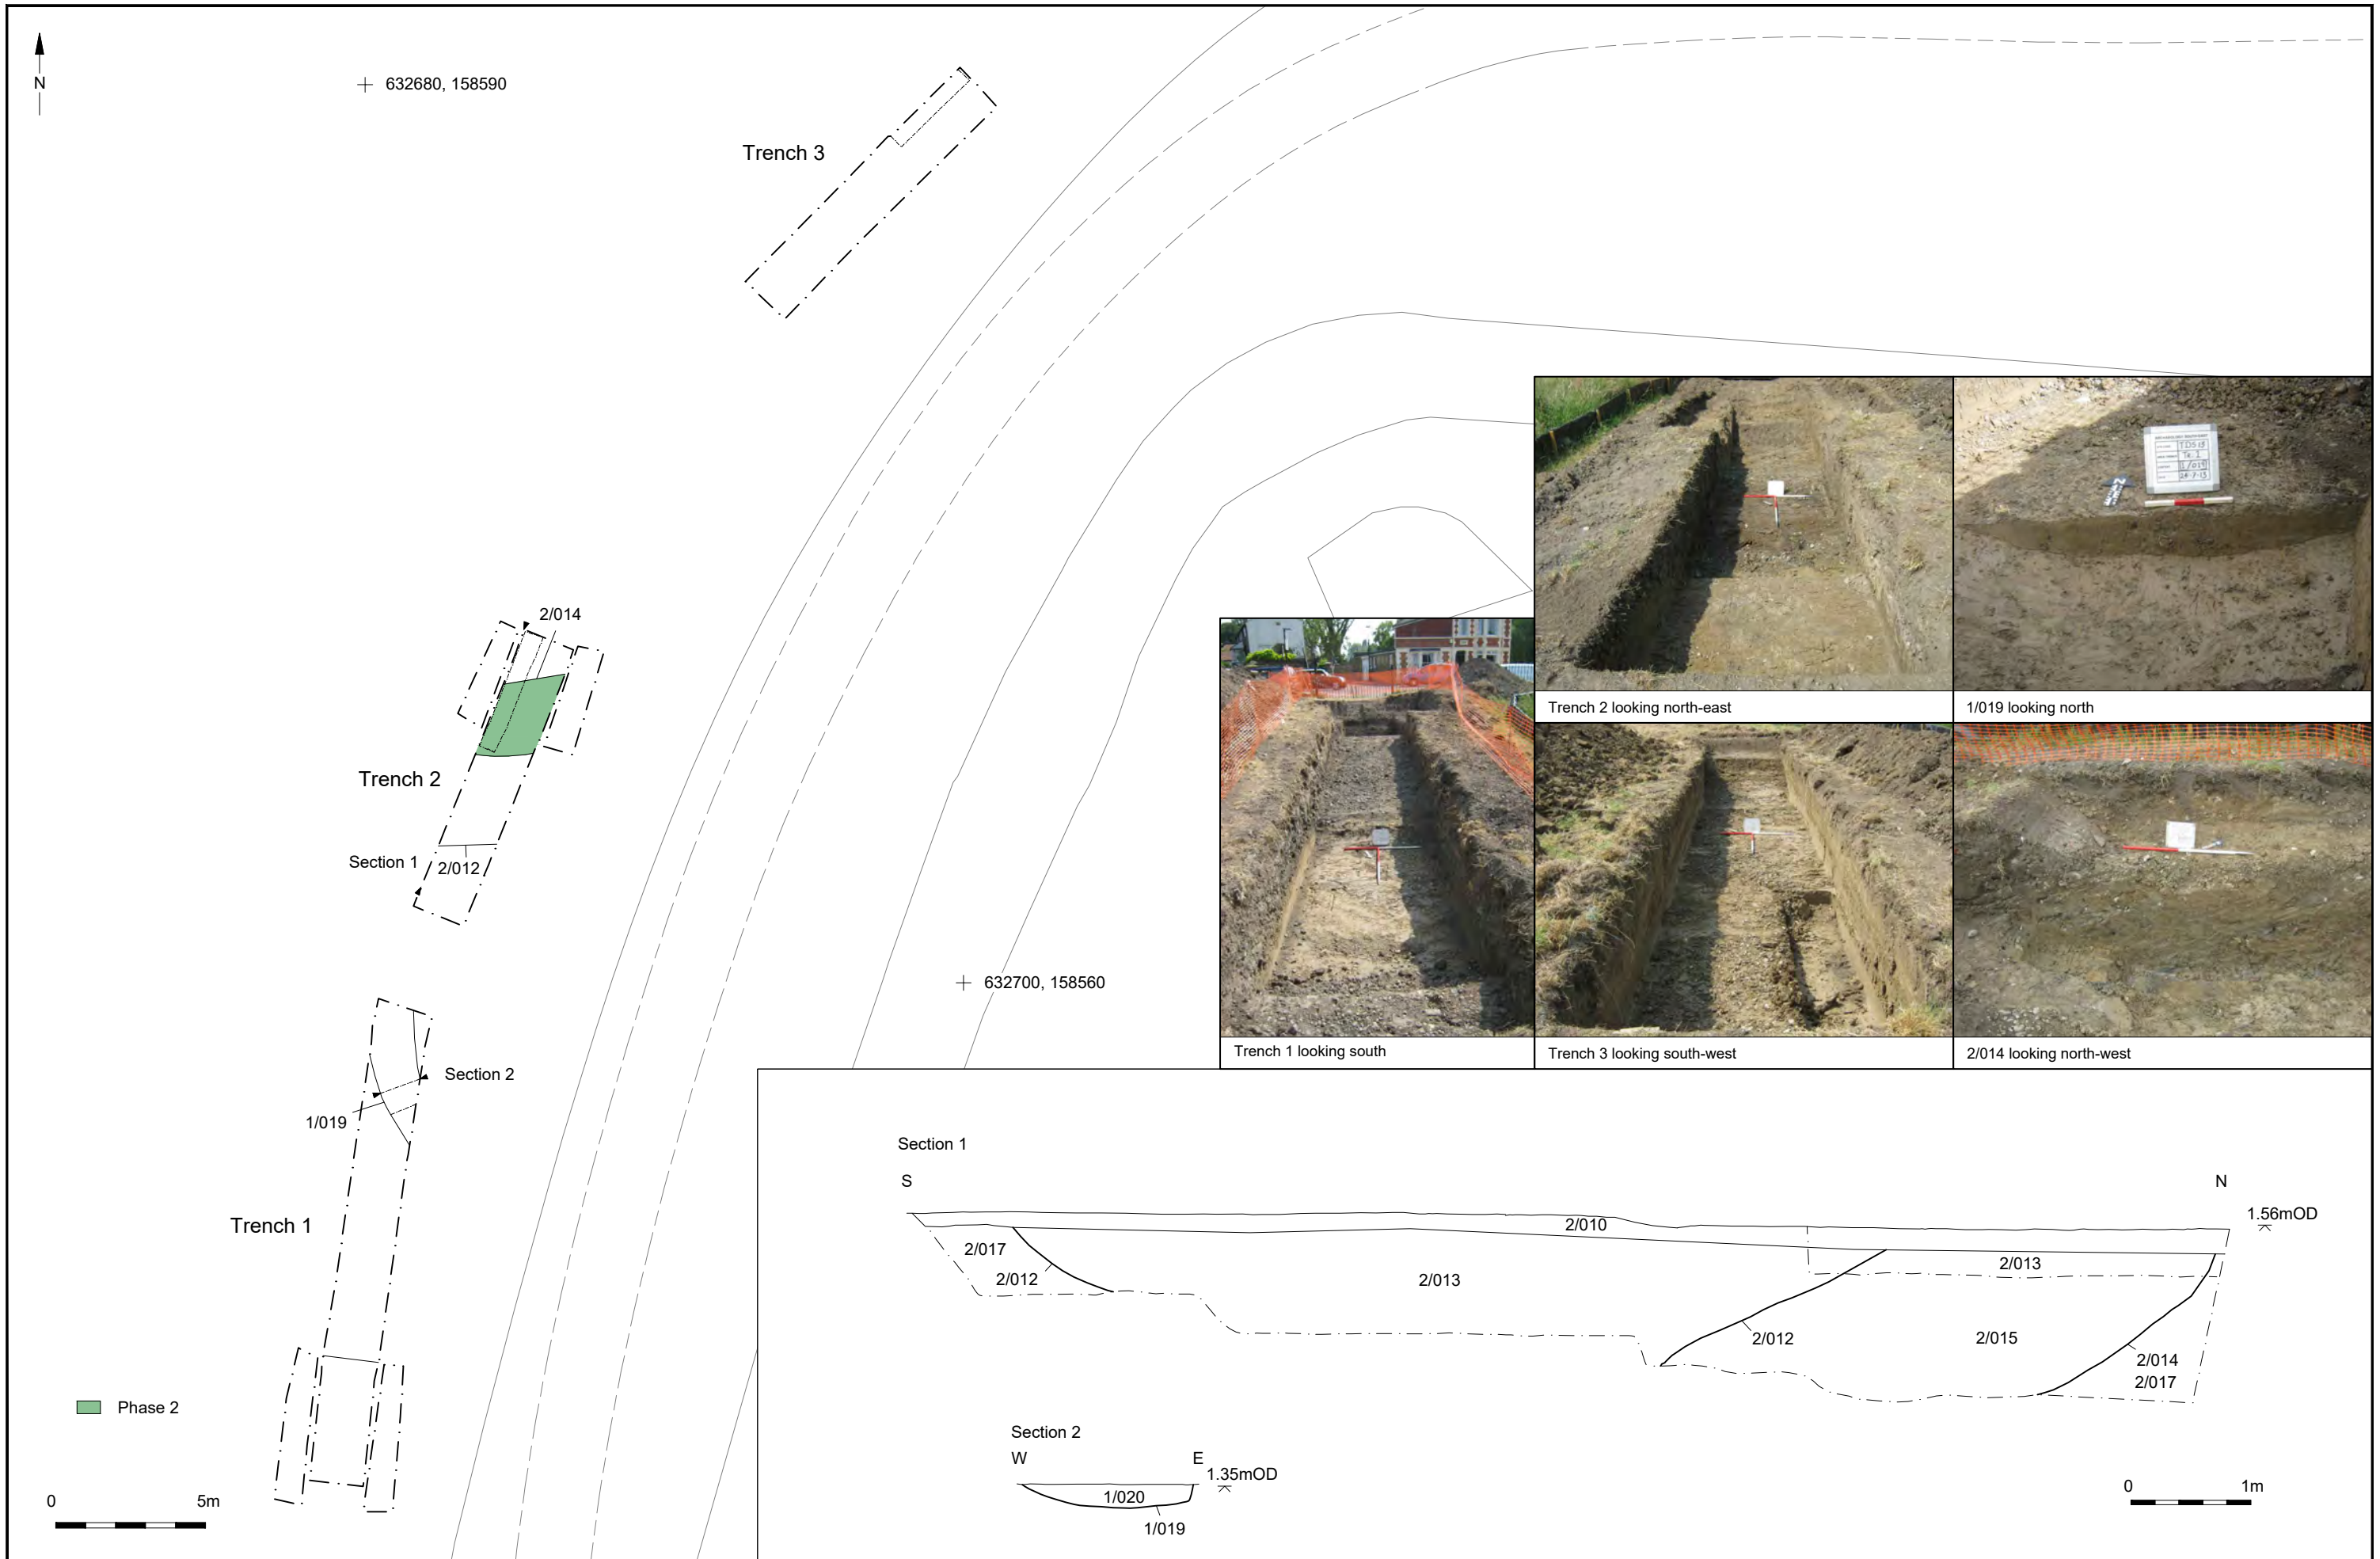 N
632680, 158590
Trench 3
2/014
Trench 2
Section 1
2/012
632700, 158560
Section 2
1/019
Trench 1
Phase 2
0 5m
Trench 2 looking north-east
1/019 looking north
Trench 1 looking south
Trench 3 looking south-west
2/014 looking north-west
Section 1
S
N
1.56mOD
2/010
2/017
2/012
2/013
2/013
2/012
2/015
2/014
2/017
Section 2
W
E
1.35mOD
1/020
1/019
0 1m